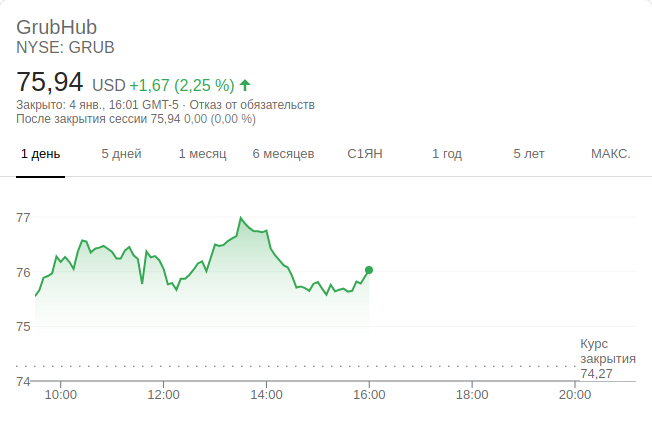 GrubHub
NYSE: GRUB
75,94 USD +1,67 (2,25 %)
Закрыто: 4 янв., 16:01 GMT-5 · Отказ от обязательств
После закрытия сессии 75,94 0,00 (0,00 %)
1 день 5 дней 1 месяц 6 месяцев С1ЯН 1 год 5 лет МАКС.
77
76
75
Курс
закрытия
74,27
74
10:00 12:00 14:00 16:00 18:00 20:00